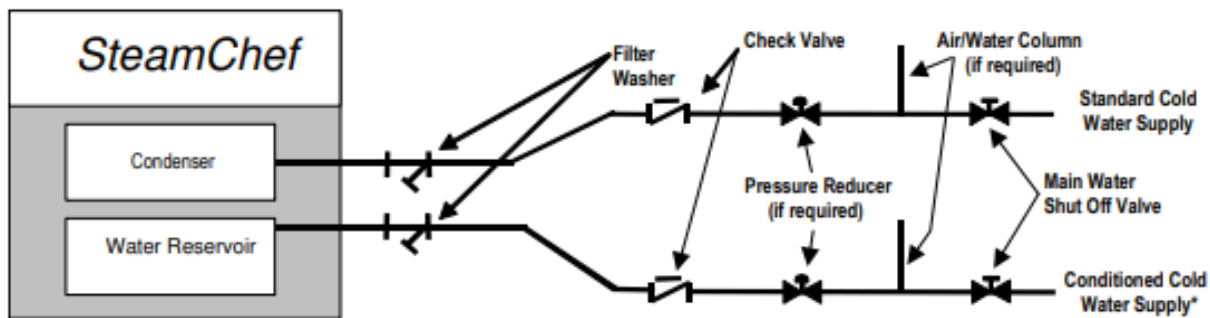 SteamChef
Condenser
Water Reservoir
Filter
Washer
Check Valve
Air/Water Column
(if required)
Standard Cold
Water Supply
Pressure Reducer
(if required)
Main Water
Shut Off Valve
Conditioned Cold
Water Supply*